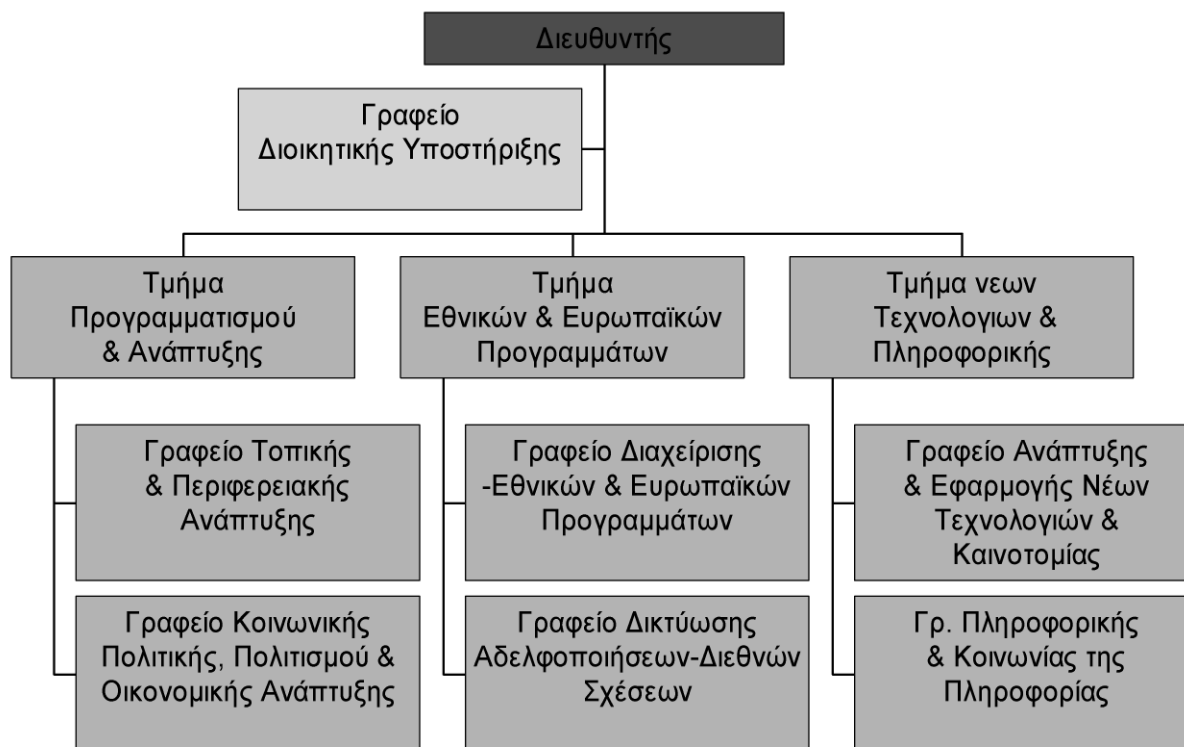 Διευθυντής
Γραφείο
Διοικητικής Υποστήριξης
Τμήμα
Προγραμματισμού
& Ανάπτυξης
Τμήμα
Εθνικών & Ευρωπαϊκών
Προγραμμάτων
Τμήμα νεων
Τεχνολογιων &
Πληροφορικής
Γραφείο Τοπικής
& Περιφερειακής
Ανάπτυξης
Γραφείο Διαχείρισης
-Εθνικών & Ευρωπαϊκών
Προγραμμάτων
Γραφείο Ανάπτυξης
& Εφαρμογής Νέων
Τεχνολογιών &
Καινοτομίας
Γραφείο Κοινωνικής
Πολιτικής, Πολιτισμού &
Οικονομικής Ανάπτυξης
Γραφείο Δικτύωσης
Αδελφοποιήσεων-Διεθνών
Σχέσεων
Γρ. Πληροφορικής
& Κοινωνίας της
Πληροφορίας